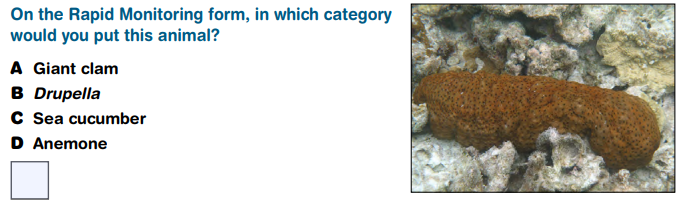 On the Rapid Monitoring form, in which category
would you put this animal?
A Giant clam
B Drupella
C Sea cucumber
D Anemone